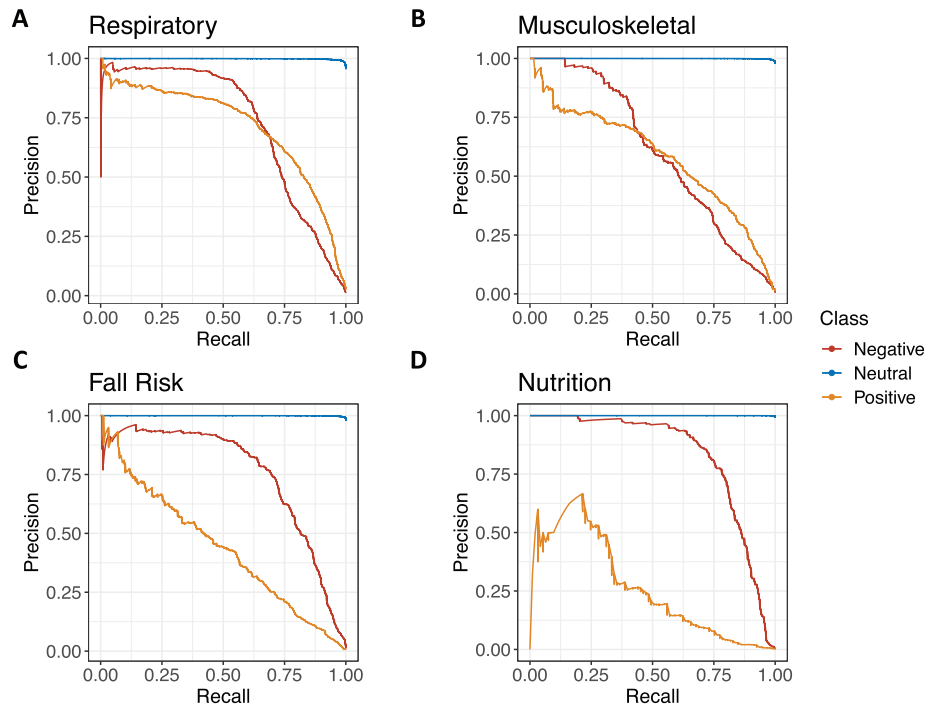 A
Respiratory
1.00
0.75
0.50
0.25
0.00
Precision
0.00 0.25 0.50 0.75 1.00
Recall
B
Musculoskeletal
1.00
0.75
0.50
0.25
0.00
Precision
0.00 0.25 0.50 0.75 1.00
Recall
C
Fall Risk
1.00
0.75
0.50
0.25
0.00
Precision
0.00 0.25 0.50 0.75 1.00
Recall
D
Nutrition
1.00
0.75
0.50
0.25
0.00
Precision
0.00 0.25 0.50 0.75 1.00
Recall
Class
Negative
Neutral
Positive